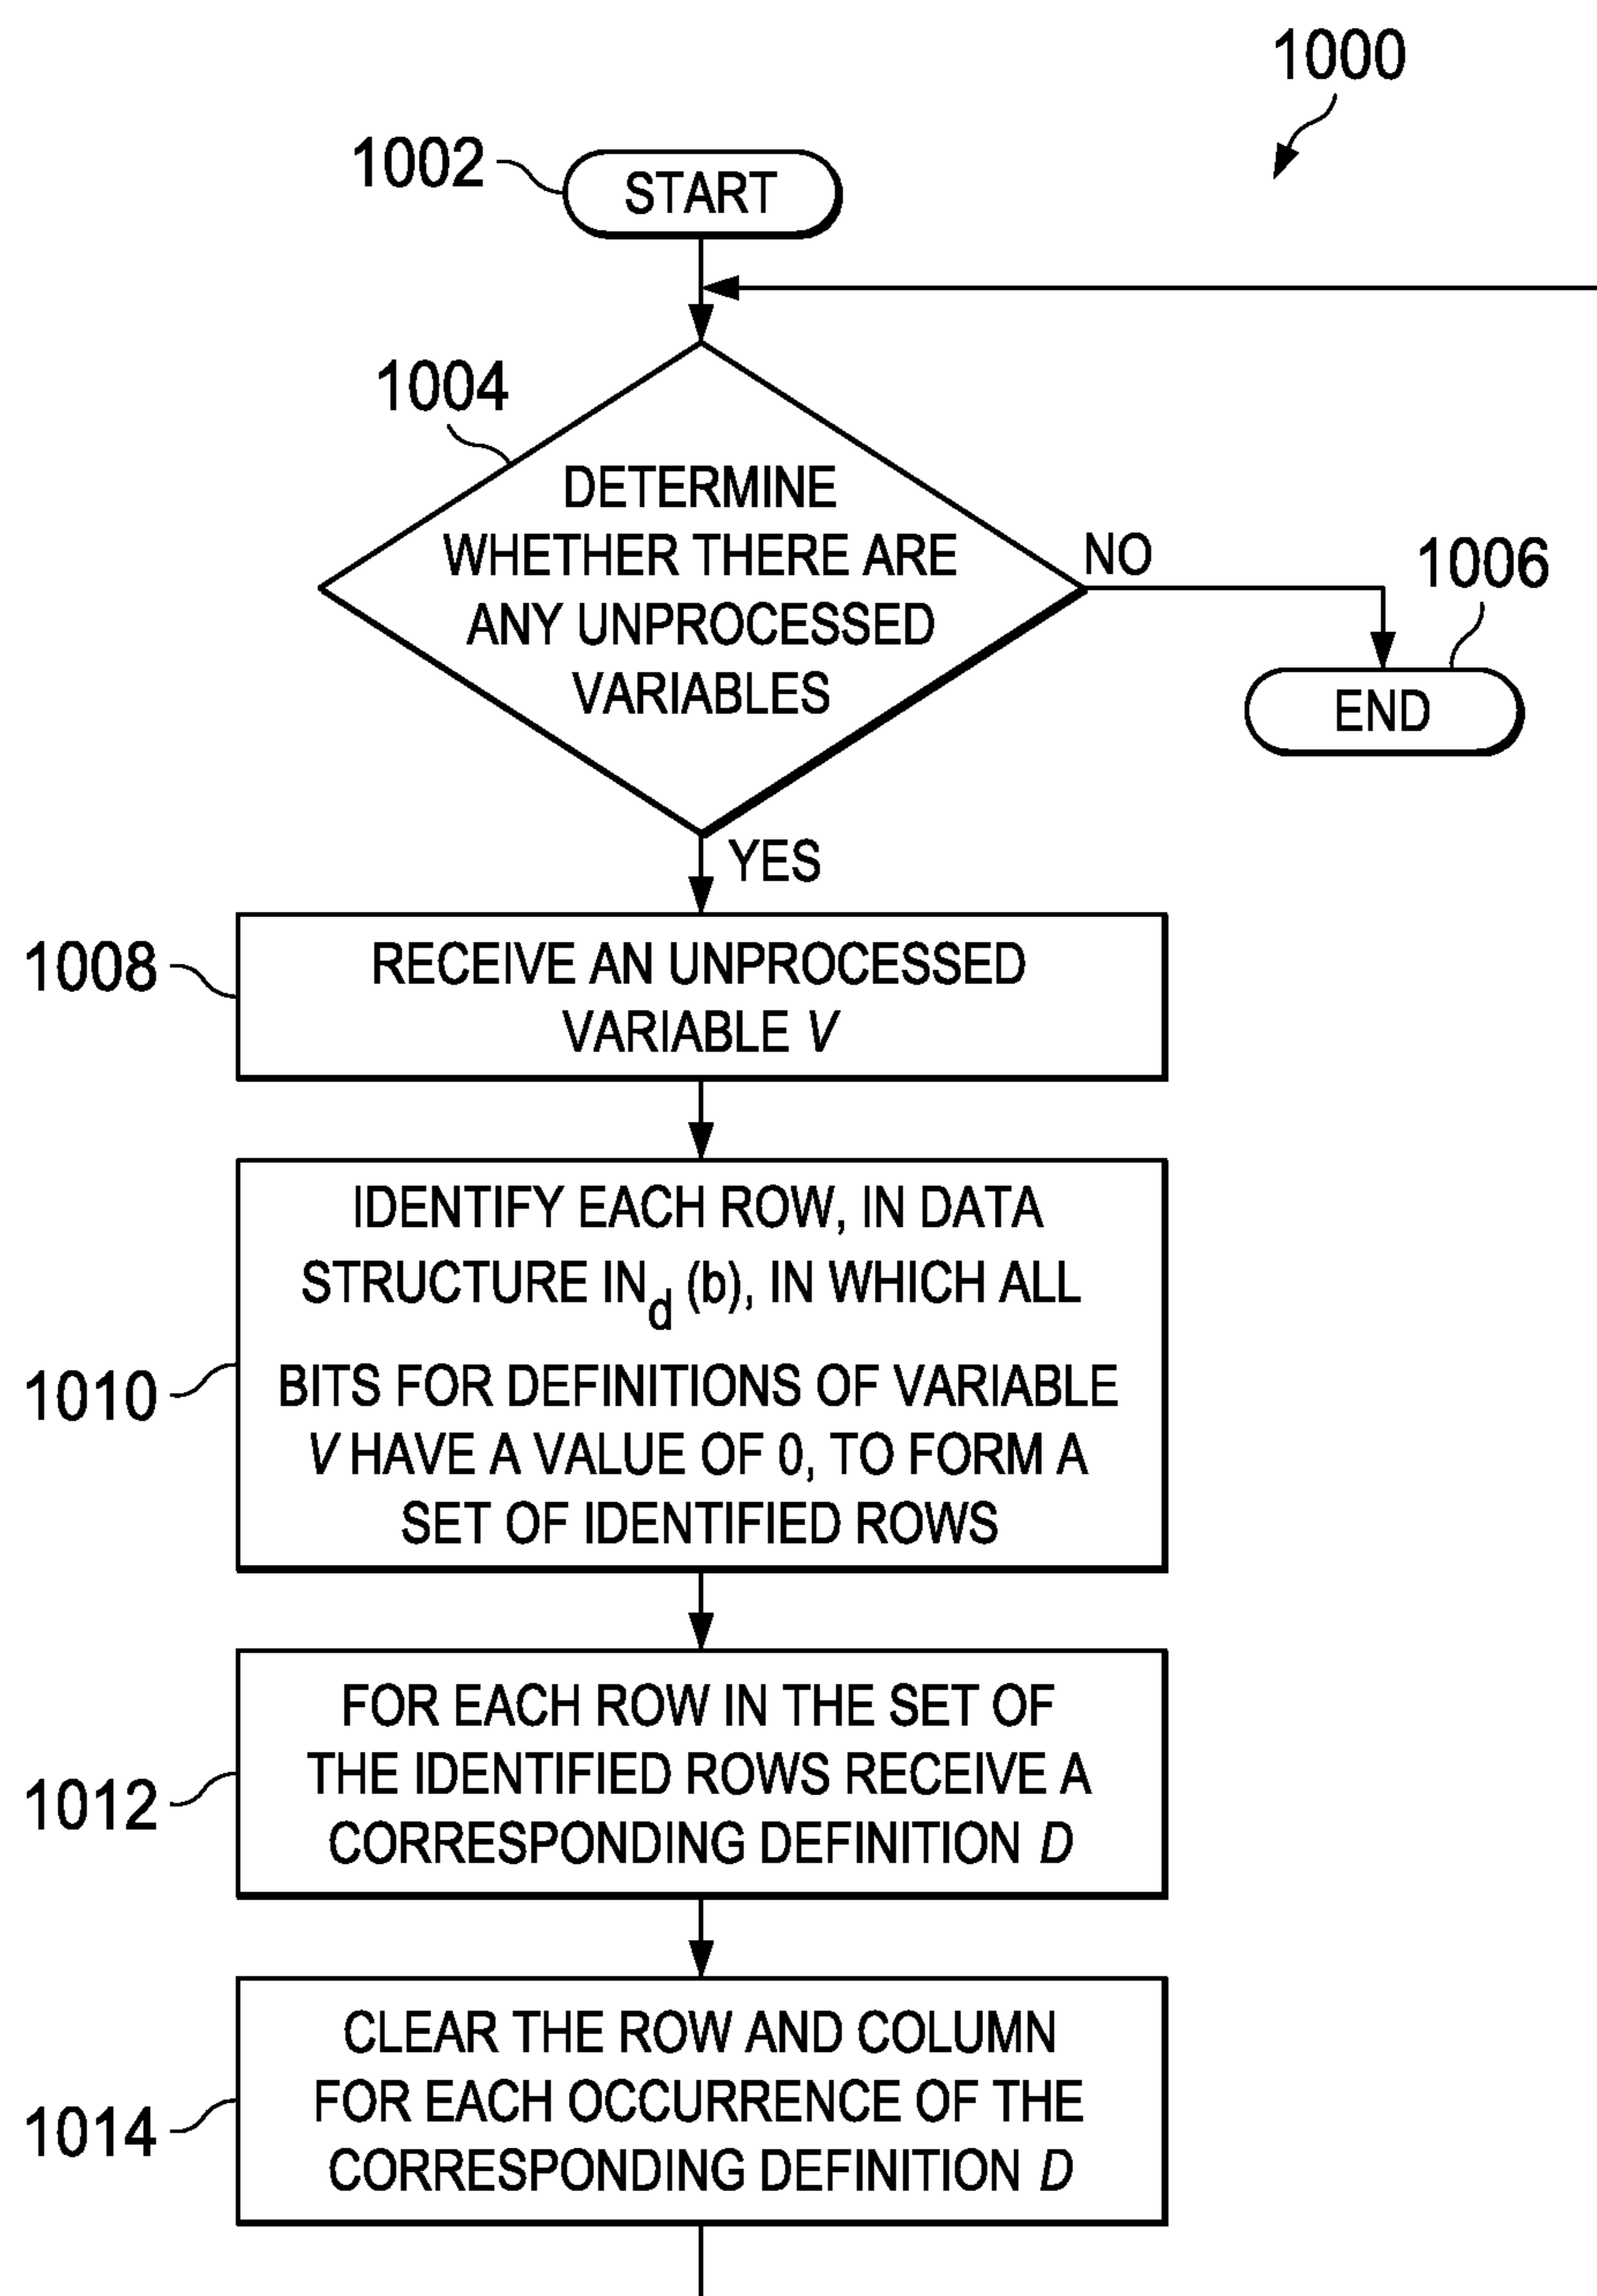 1000
1002
START
1004
DETERMINE
WHETHER THERE ARE
ANY UNPROCESSED
VARIABLES
NO
1006
END
YES
1008
RECEIVE AN UNPROCESSED
VARIABLE V
1010
IDENTIFY EACH ROW, IN DATA
STRUCTURE INd (b), IN WHICH ALL
BITS FOR DEFINITIONS OF VARIABLE
V HAVE A VALUE OF 0, TO FORM A
SET OF IDENTIFIED ROWS
1012
FOR EACH ROW IN THE SET OF
THE IDENTIFIED ROWS RECEIVE A
CORRESPONDING DEFINITION D
1014
CLEAR THE ROW AND COLUMN
FOR EACH OCCURRENCE OF THE
CORRESPONDING DEFINITION D